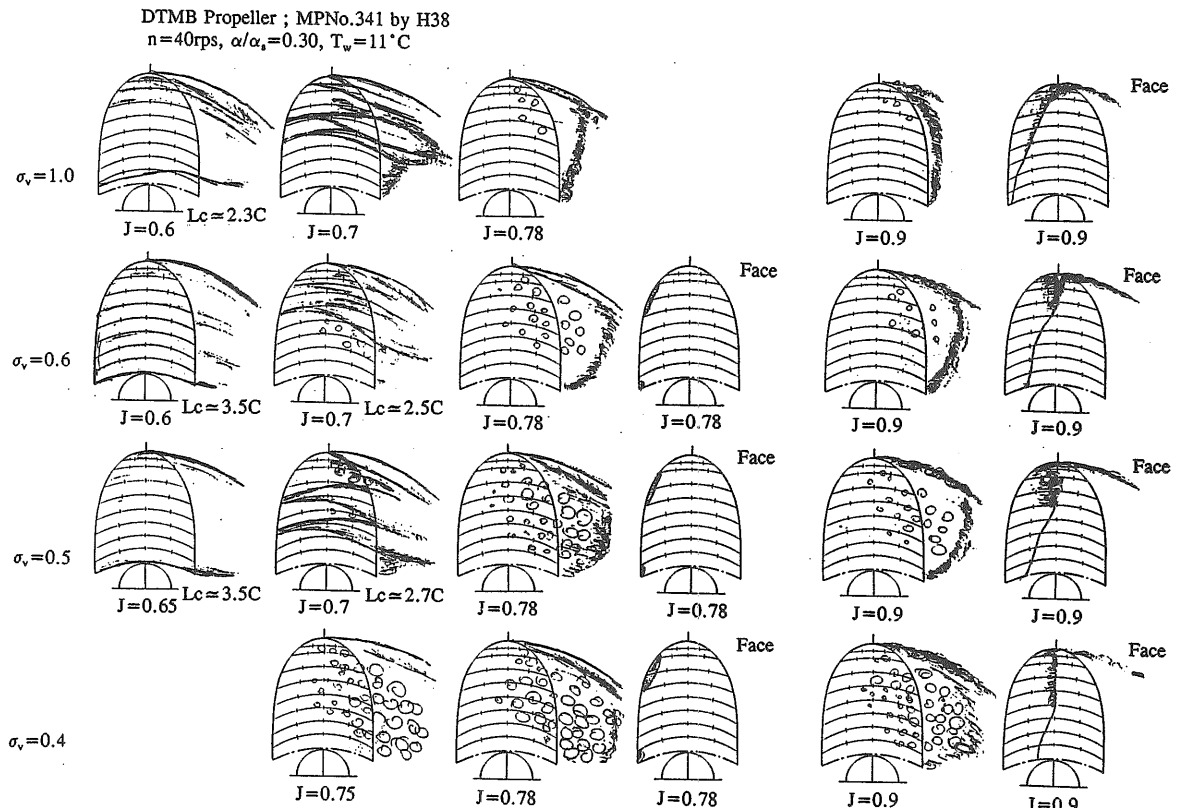 DTMB Propeller ; MPNo.341 by H38
n=40rps, α/αₛ=0.30, T_w=11°C
Face
σᵥ=1.0
Lc≃2.3C
J=0.6
J=0.7
J=0.78
J=0.9
J=0.9
Face
Face
σᵥ=0.6
J=0.6
Lc≃3.5C
J=0.7
Lc≃2.5C
J=0.78
J=0.78
J=0.9
J=0.9
Face
Face
σᵥ=0.5
J=0.65
Lc≃3.5C
J=0.7
Lc≃2.7C
J=0.78
J=0.78
J=0.9
J=0.9
Face
Face
σᵥ=0.4
J=0.75
J=0.78
J=0.78
J=0.9
J=0.9